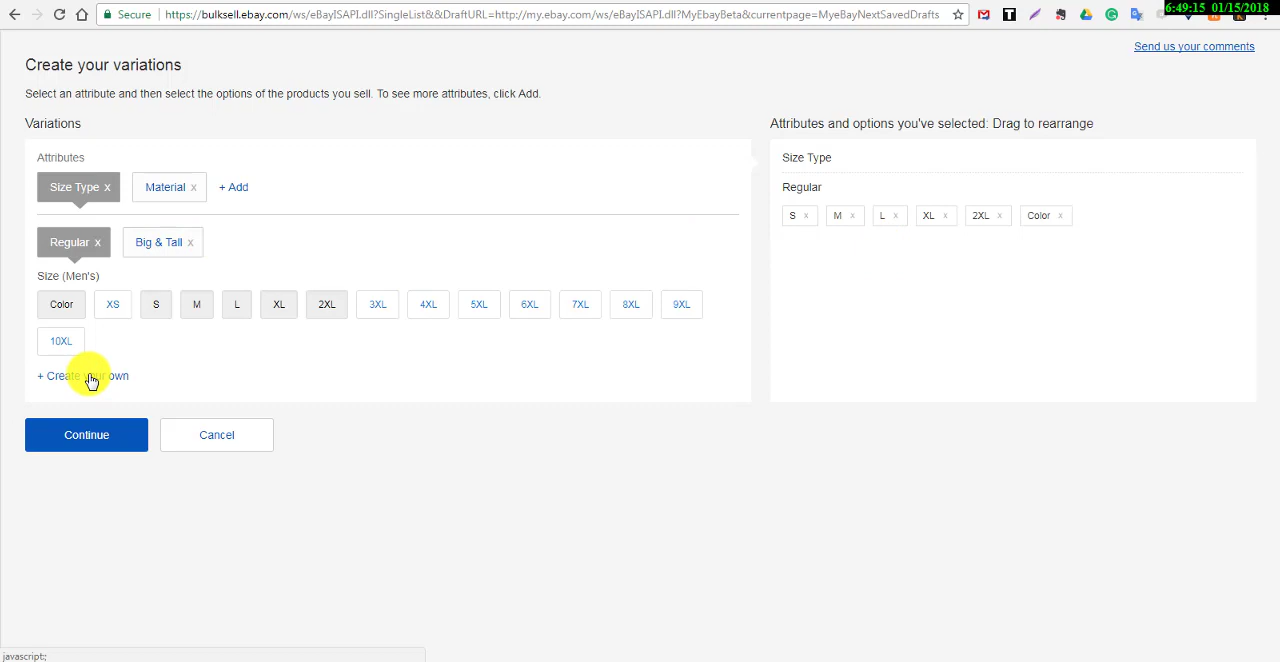 6:49:15 01/15/2018
Secure https://bulksell.ebay.com/ws/eBayISAPI.dll?SingleList&&DraftURL=http://my.ebay.com/ws/eBayISAPI.dll?MyEbayBeta&currentpage=MyeBayNextSavedDrafts
Send us your comments
Create your variations
Select an attribute and then select the options of the products you sell. To see more attributes, click Add.
Variations
Attributes
Size Type x Material x + Add
Regular x Big & Tall x
Size (Men's)
Color XS S M L XL 2XL 3XL 4XL 5XL 6XL 7XL 8XL 9XL
10XL
+ Create your own
Continue Cancel
Attributes and options you've selected: Drag to rearrange
Size Type
Regular
S x M x L x XL x 2XL x Color x
javascript:;